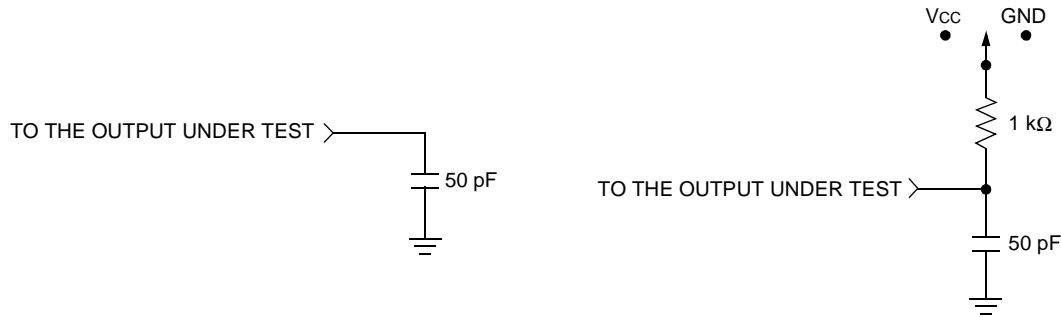 TO THE OUTPUT UNDER TEST
50 pF
VCC
GND
1 kΩ
TO THE OUTPUT UNDER TEST
50 pF